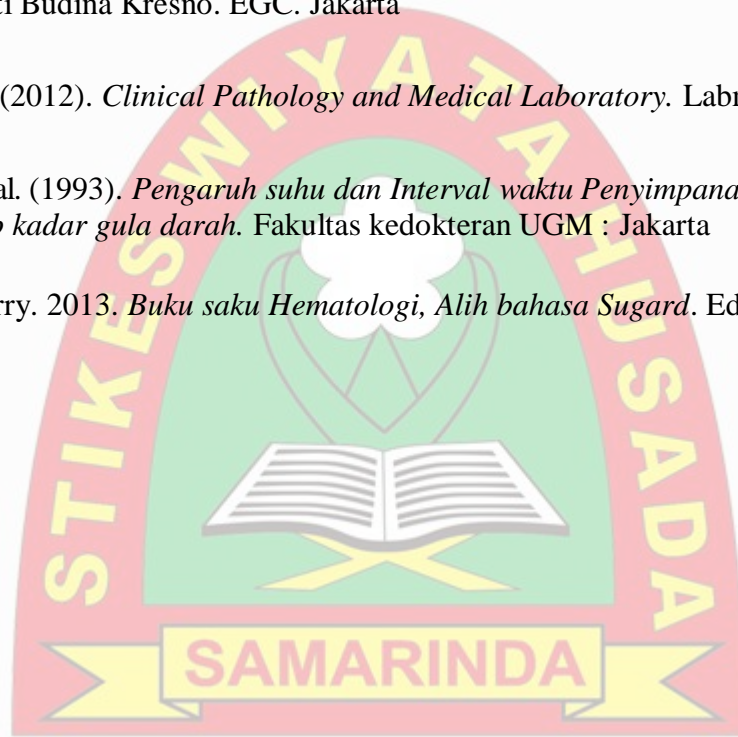 ti Budina Kresno. EGC. Jakarta
(2012). Clinical Pathology and Medical Laboratory. Labr
al. (1993). Pengaruh suhu dan Interval waktu Penyimpana
kadar gula darah. Fakultas kedokteran UGM : Jakarta
rry. 2013. Buku saku Hematologi, Alih bahasa Sugard. Ed
STIKES WIYATA HUSADA
SAMARINDA